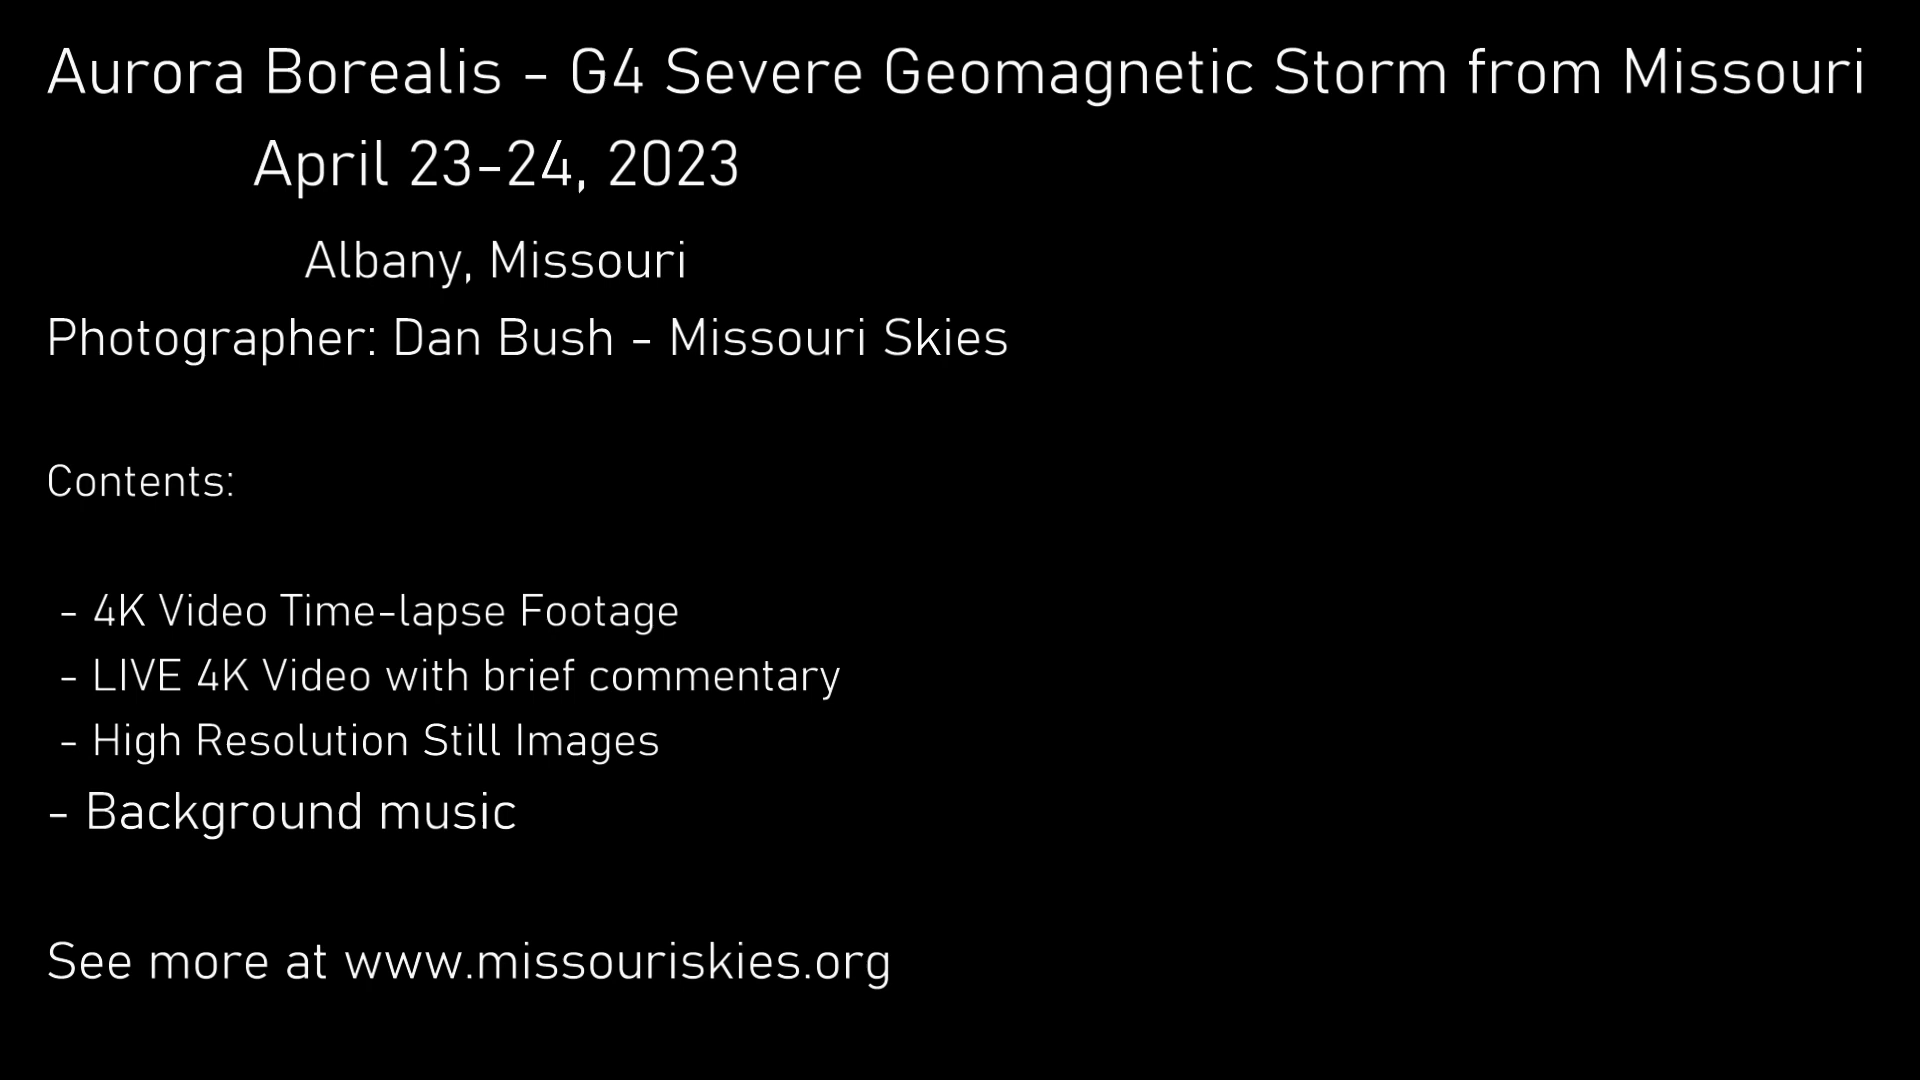 Aurora Borealis - G4 Severe Geomagnetic Storm from Missouri
April 23-24, 2023
Albany, Missouri
Photographer: Dan Bush - Missouri Skies
Contents:
- 4K Video Time-lapse Footage
- LIVE 4K Video with brief commentary
- High Resolution Still Images
- Background music
See more at www.missouriskies.org